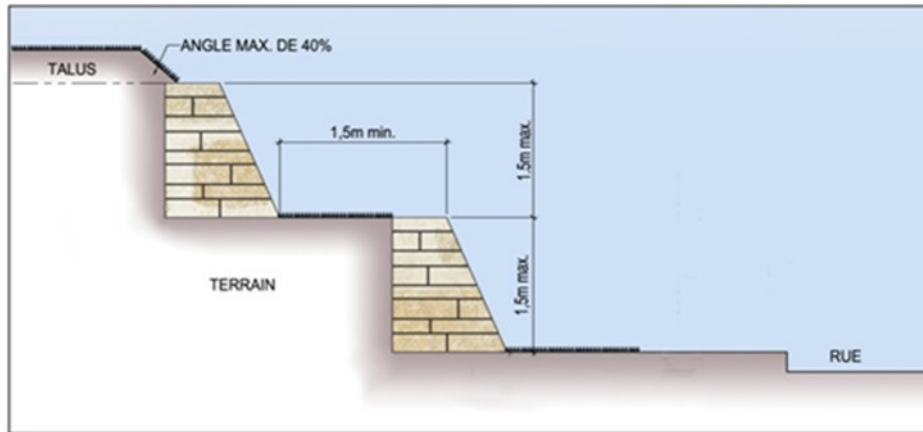 ANGLE MAX. DE 40%
TALUS
1,5m min.
1.5m max.
TERRAIN
1,5m max.
RUE